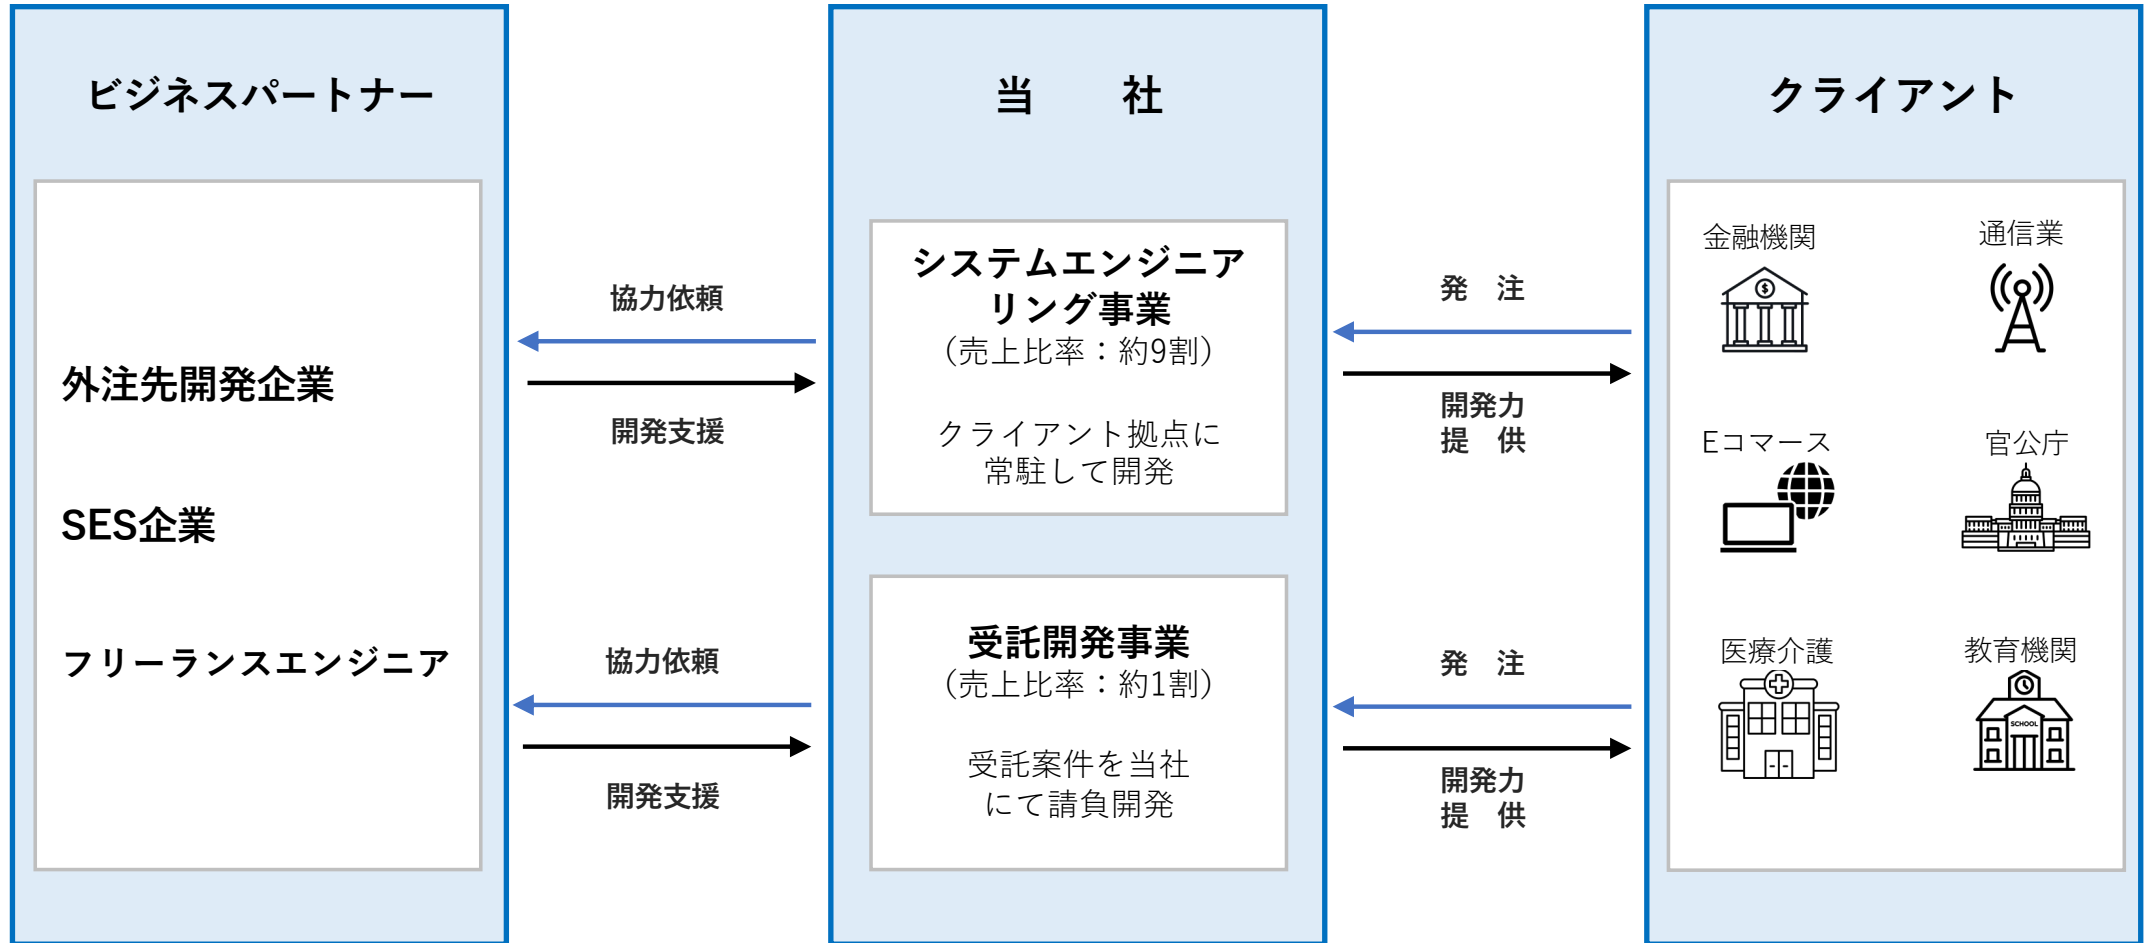 ビジネスパートナー
外注先開発企業
SES企業
フリーランスエンジニア
協力依頼
開発支援
協力依頼
開発支援
当　社
システムエンジニア
リング事業
（売上比率：約9割）
クライアント拠点に
常駐して開発
受託開発事業
（売上比率：約1割）
受託案件を当社
にて請負開発
発　注
開発力
提　供
発　注
開発力
提　供
クライアント
金融機関
通信業
Eコマース
官公庁
医療介護
教育機関
SCHOOL